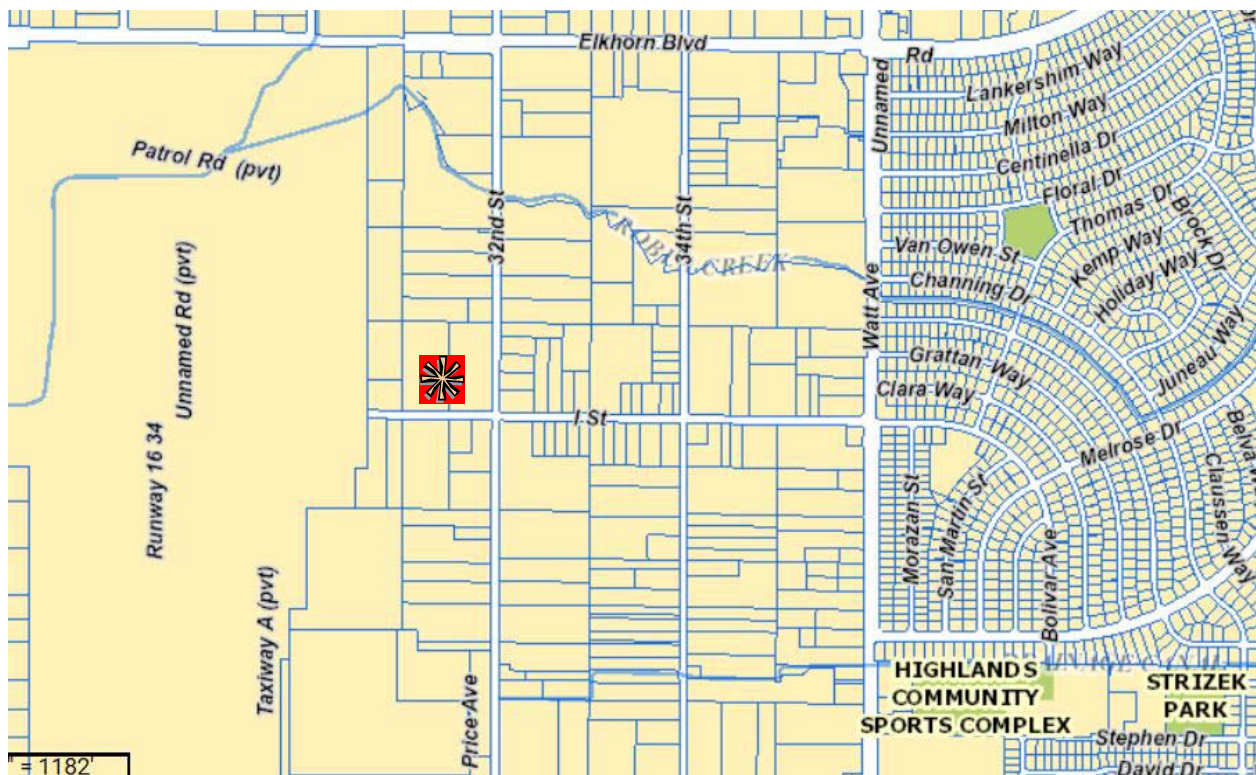 Elkhorn Blvd
Rd
Lankershim Way
Milton Way
Centinella Dr
Floral Dr
Thomas Dr
Brock Dr
Kemp Way
Holiday Way
Juneau Way
Van Owen St
Channing Dr
Grattan Way
Clara Way
Melrose Dr
Claussen Way
Patrol Rd (pvt)
Unnamed Rd (pvt)
Runway 16 34
Taxiway A (pvt)
32nd St
34th St
CREEK
Unnamed
Watt Ave
I St
Morazan St
San Martin St
Bolivar Ave
Price Ave
HIGHLANDS
COMMUNITY
SPORTS COMPLEX
STRIZEK
PARK
Stephen Dr
David Dr
" = 1182'